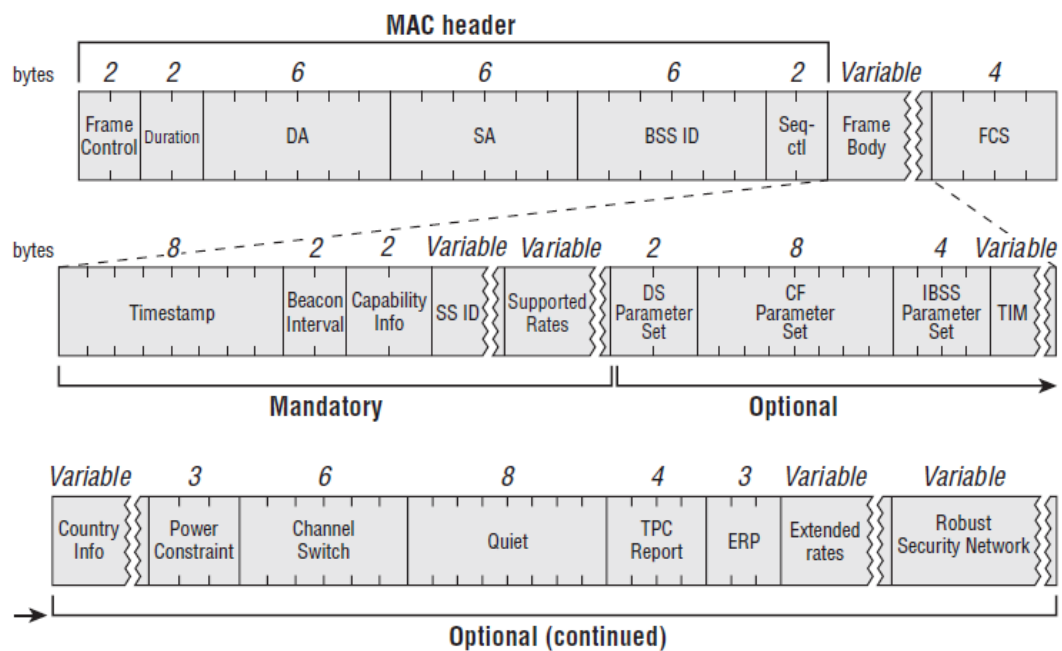 MAC header
bytes 2 2 6 6 6 2 Variable 4
Frame Control Duration DA SA BSS ID Seq-ctl Frame Body FCS
bytes 8 2 2 Variable Variable 2 8 4 Variable
Timestamp Beacon Interval Capability Info SS ID Supported Rates DS Parameter Set CF Parameter Set IBSS Parameter Set TIM
Mandatory Optional
Variable 3 6 8 4 3 Variable Variable
Country Info Power Constraint Channel Switch Quiet TPC Report ERP Extended rates Robust Security Network
Optional (continued)